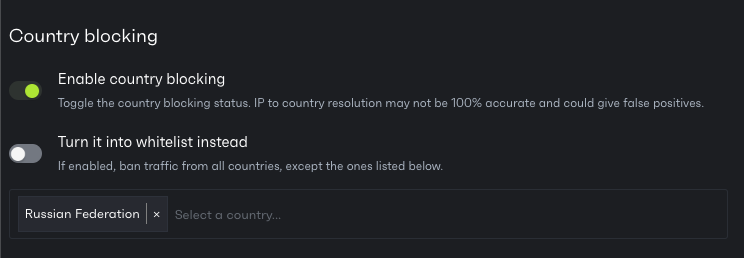 Country blocking
Enable country blocking
Toggle the country blocking status. IP to country resolution may not be 100% accurate and could give false positives.
Turn it into whitelist instead
If enabled, ban traffic from all countries, except the ones listed below.
Russian Federation × Select a country...